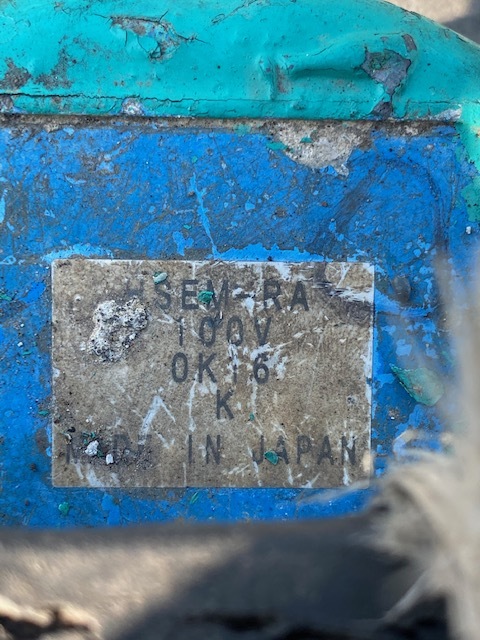 HSEM-RA
100V
0K16
K
MADE IN JAPAN